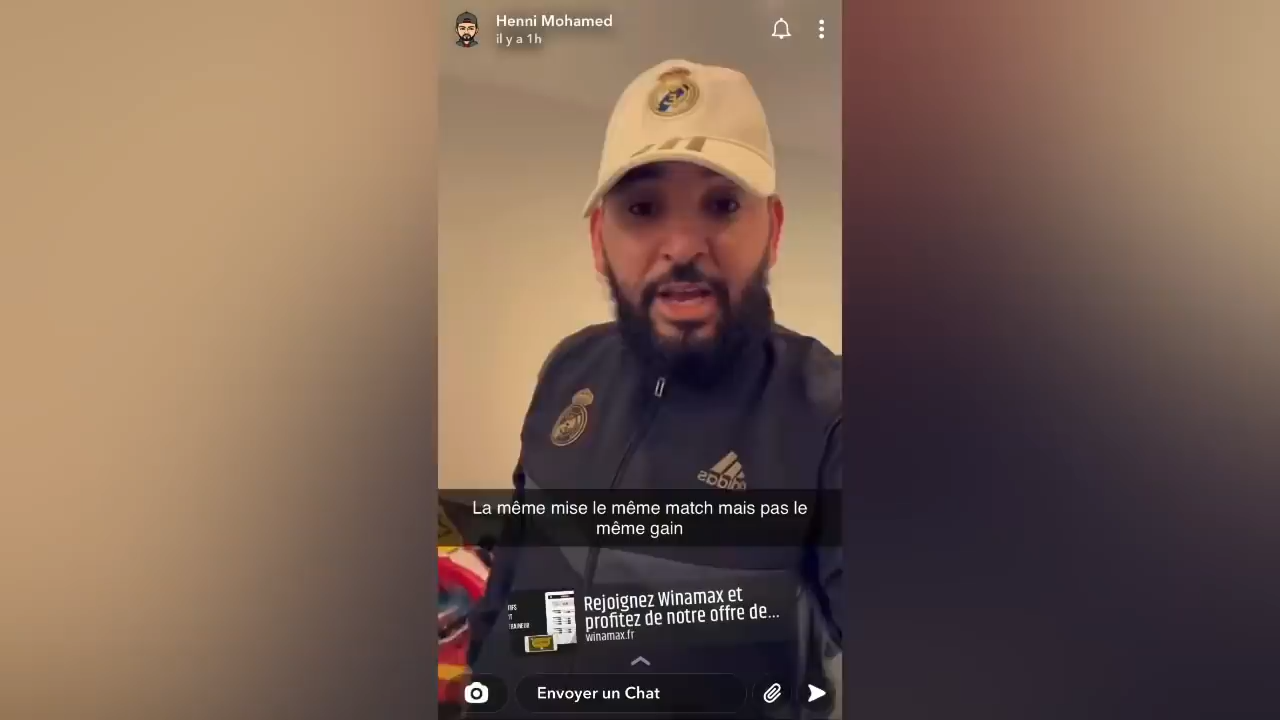 Henni Mohamed
il y a 1h
adidas
La même mise le même match mais pas le
même gain
Rejoignez Winamax et
profitez de notre offre de...
winamax.fr
Envoyer un Chat